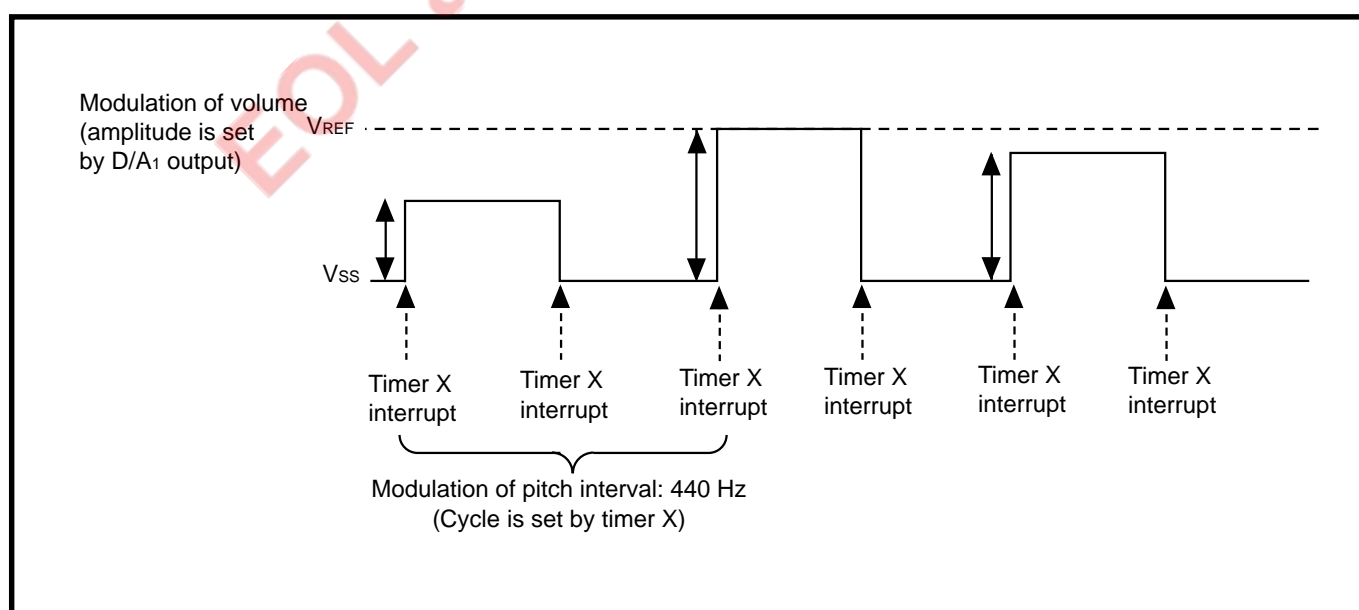 EOL
Modulation of volume
(amplitude is set
by D/A1 output)
VREF
VSS
Timer X
interrupt
Timer X
interrupt
Timer X
interrupt
Timer X
interrupt
Timer X
interrupt
Timer X
interrupt
Modulation of pitch interval: 440 Hz
(Cycle is set by timer X)